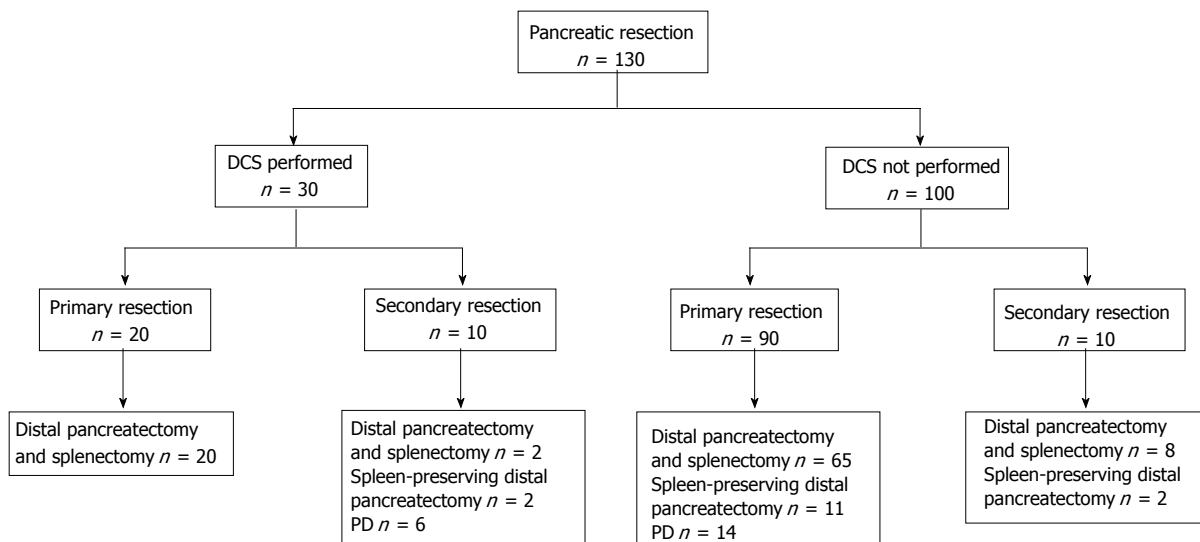 Pancreatic resection
n = 130
DCS performed
n = 30
DCS not performed
n = 100
Primary resection
n = 20
Secondary resection
n = 10
Primary resection
n = 90
Secondary resection
n = 10
Distal pancreatectomy
and splenectomy n = 20
Distal pancreatectomy
and splenectomy n = 2
Spleen-preserving distal
pancreatectomy n = 2
PD n = 6
Distal pancreatectomy
and splenectomy n = 65
Spleen-preserving distal
pancreatectomy n = 11
PD n = 14
Distal pancreatectomy
and splenectomy n = 8
Spleen-preserving distal
pancreatectomy n = 2